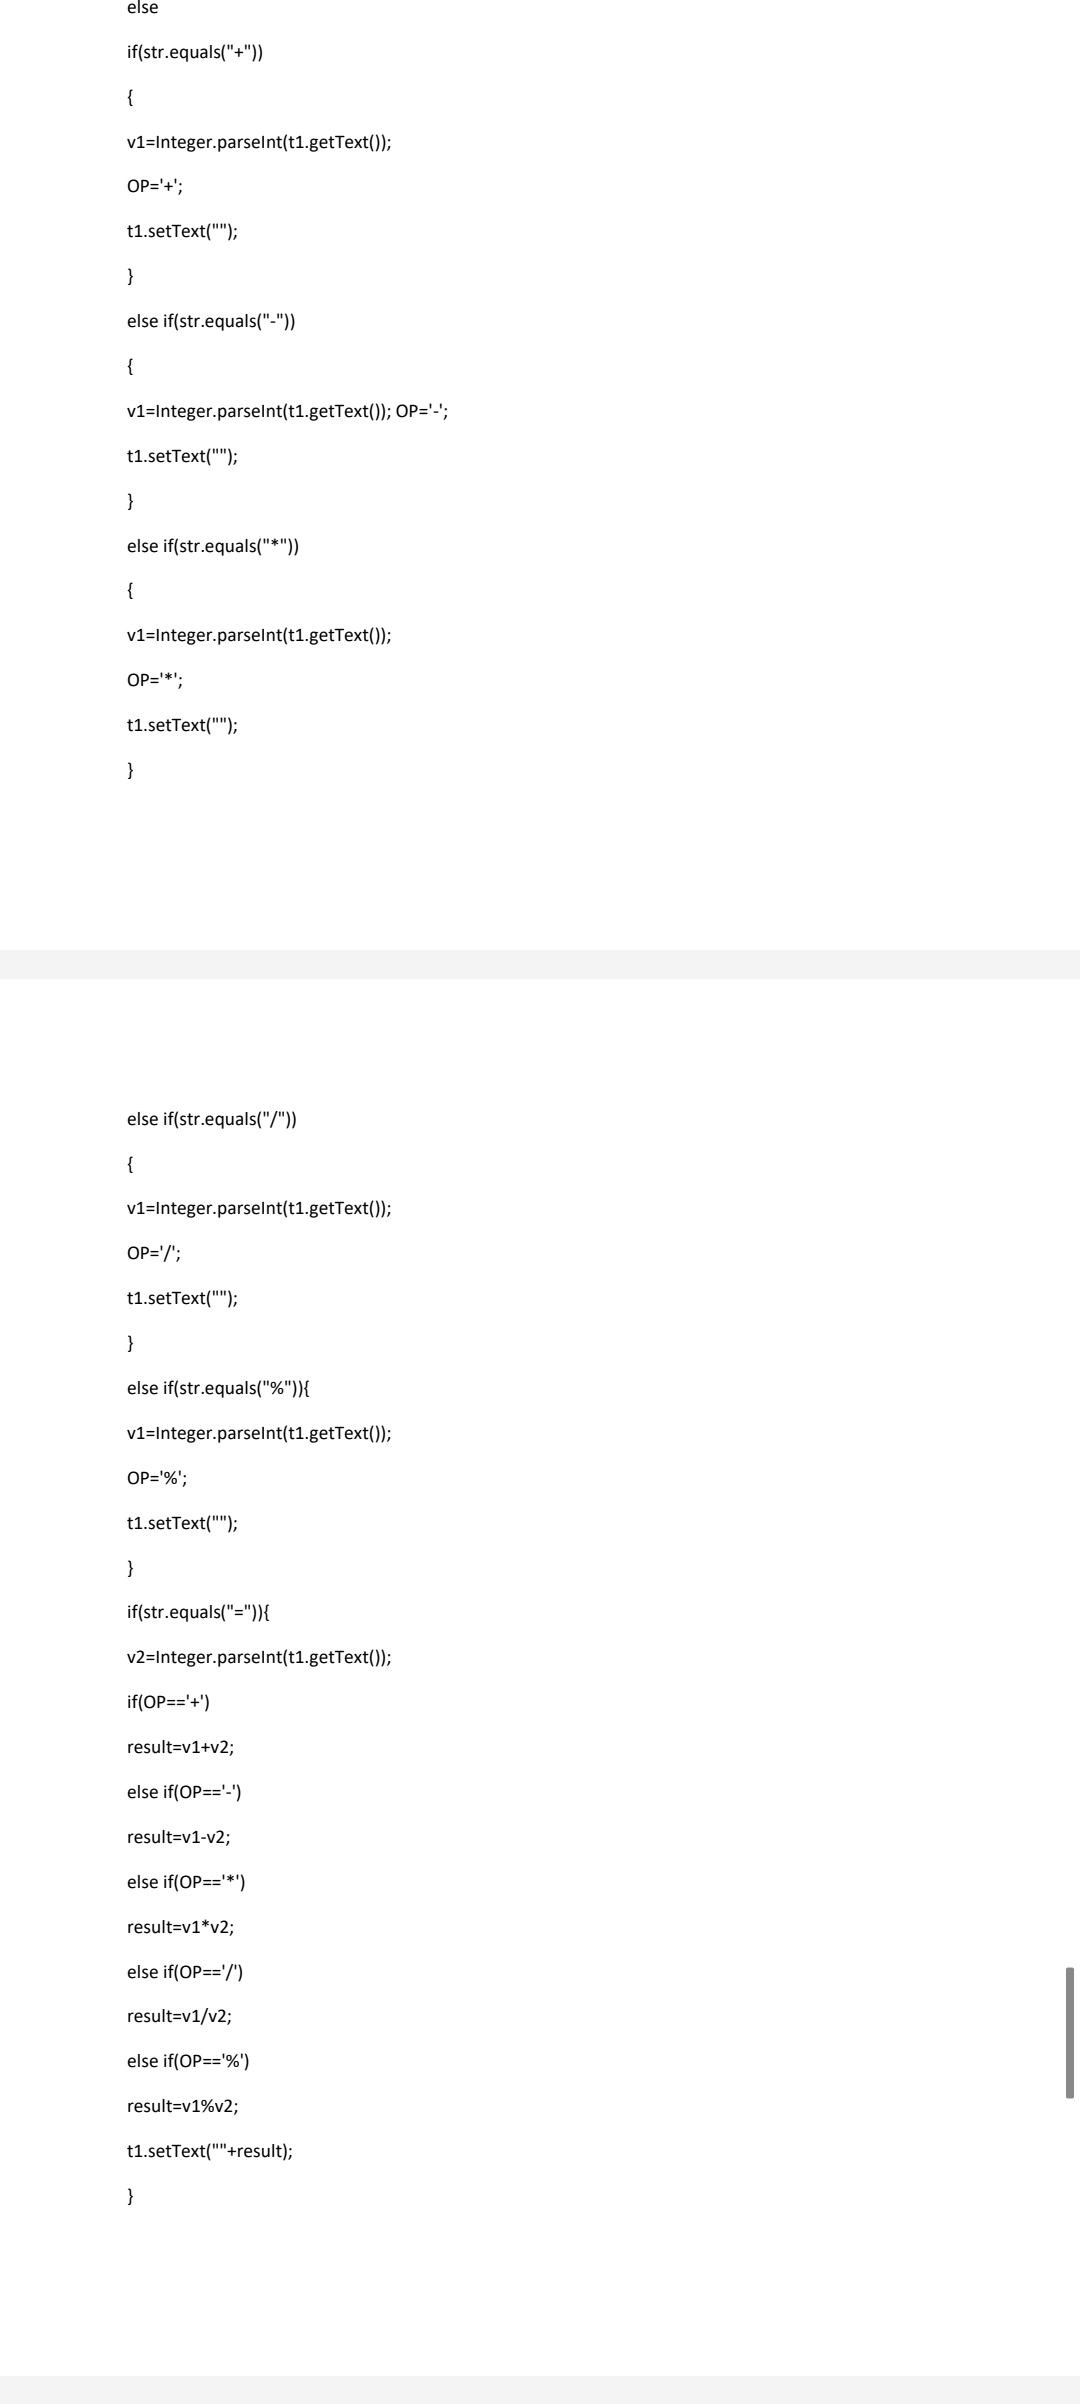 else
if(str.equals("+"))
{
v1=Integer.parseInt(t1.getText());
OP='+';
t1.setText("");
}
else if(str.equals("-"))
{
v1=Integer.parseInt(t1.getText()); OP='-';
t1.setText("");
}
else if(str.equals("*"))
{
v1=Integer.parseInt(t1.getText());
OP='*';
t1.setText("");
}
else if(str.equals("/"))
{
v1=Integer.parseInt(t1.getText());
OP='/';
t1.setText("");
}
else if(str.equals("%")){
v1=Integer.parseInt(t1.getText());
OP='%';
t1.setText("");
}
if(str.equals("=")){
v2=Integer.parseInt(t1.getText());
if(OP=='+')
result=v1+v2;
else if(OP=='-')
result=v1-v2;
else if(OP=='*')
result=v1*v2;
else if(OP=='/')
result=v1/v2;
else if(OP=='%')
result=v1%v2;
t1.setText(""+result);
}